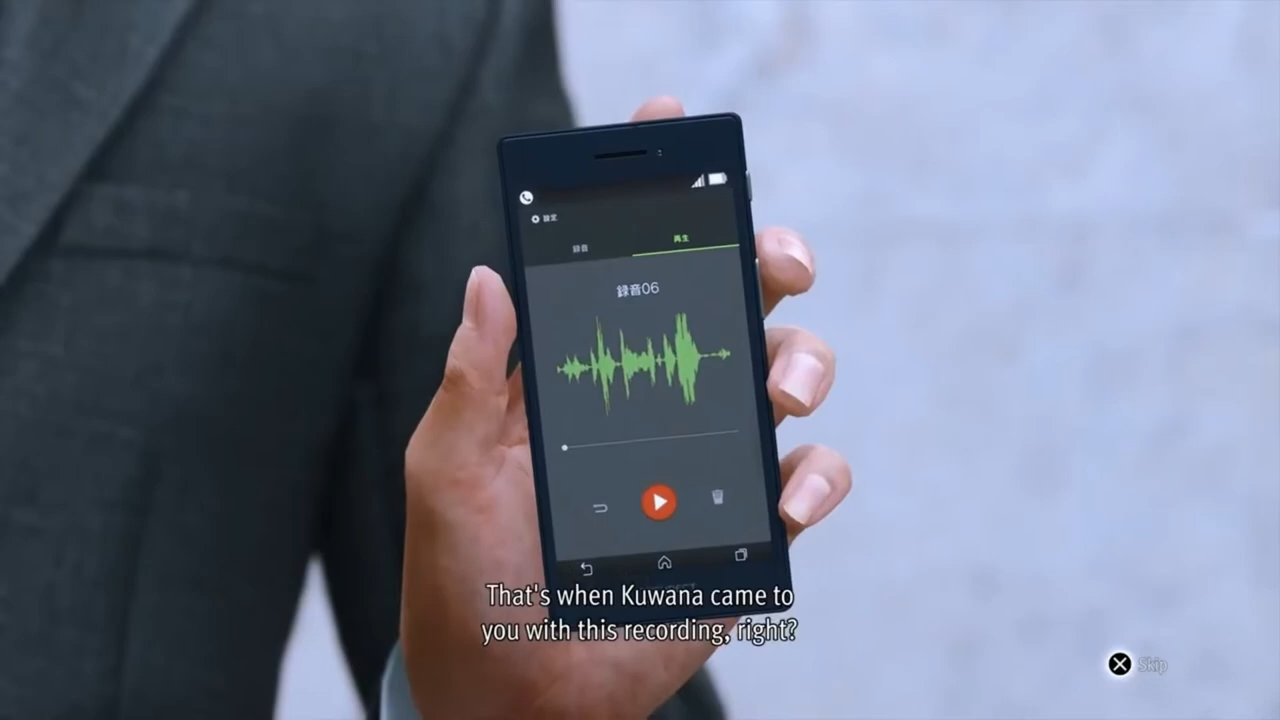 設定
録音
再生
録音06
That's when Kuwana came to
you with this recording, right?
Skip